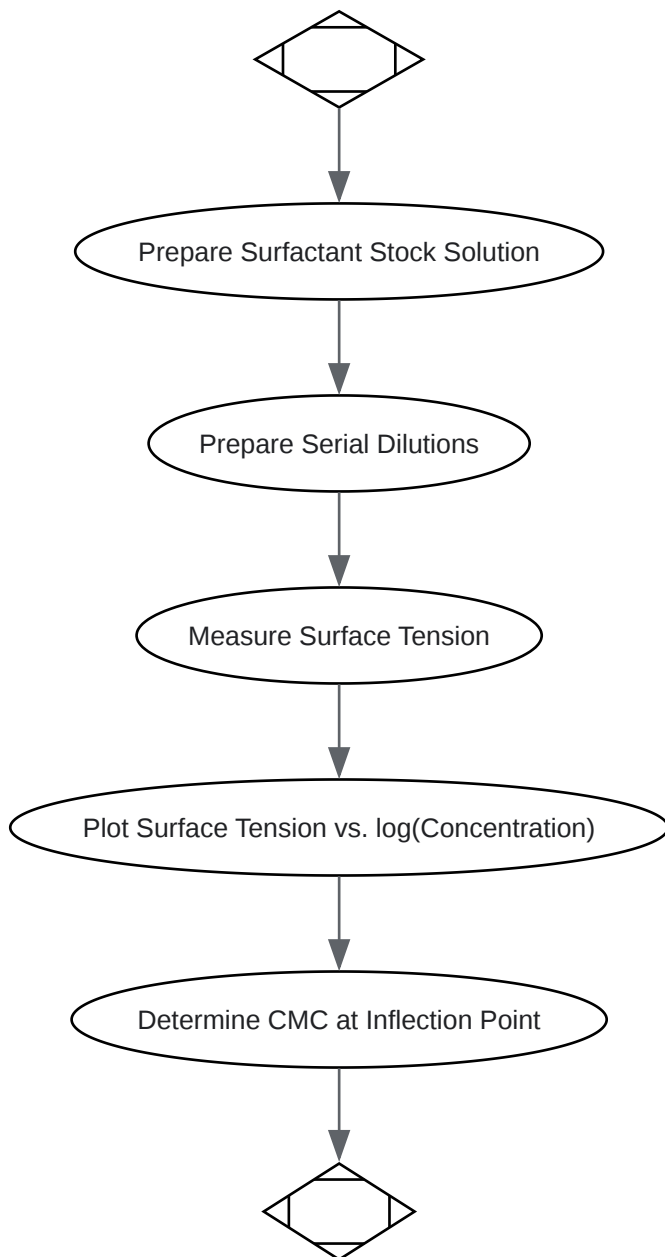 Prepare Surfactant Stock Solution
Prepare Serial Dilutions
Measure Surface Tension
Plot Surface Tension vs. log(Concentration)
Determine CMC at Inflection Point